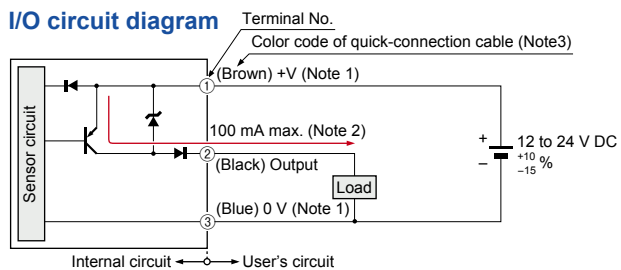 I/O circuit diagram
Terminal No.
Color code of quick-connection cable (Note3)
Sensor circuit
1
(Brown) +V (Note 1)
100 mA max. (Note 2)
2
(Black) Output
Load
+
–
12 to 24 V DC
+10
–15 %
3
(Blue) 0 V (Note 1)
Internal circuit
User's circuit